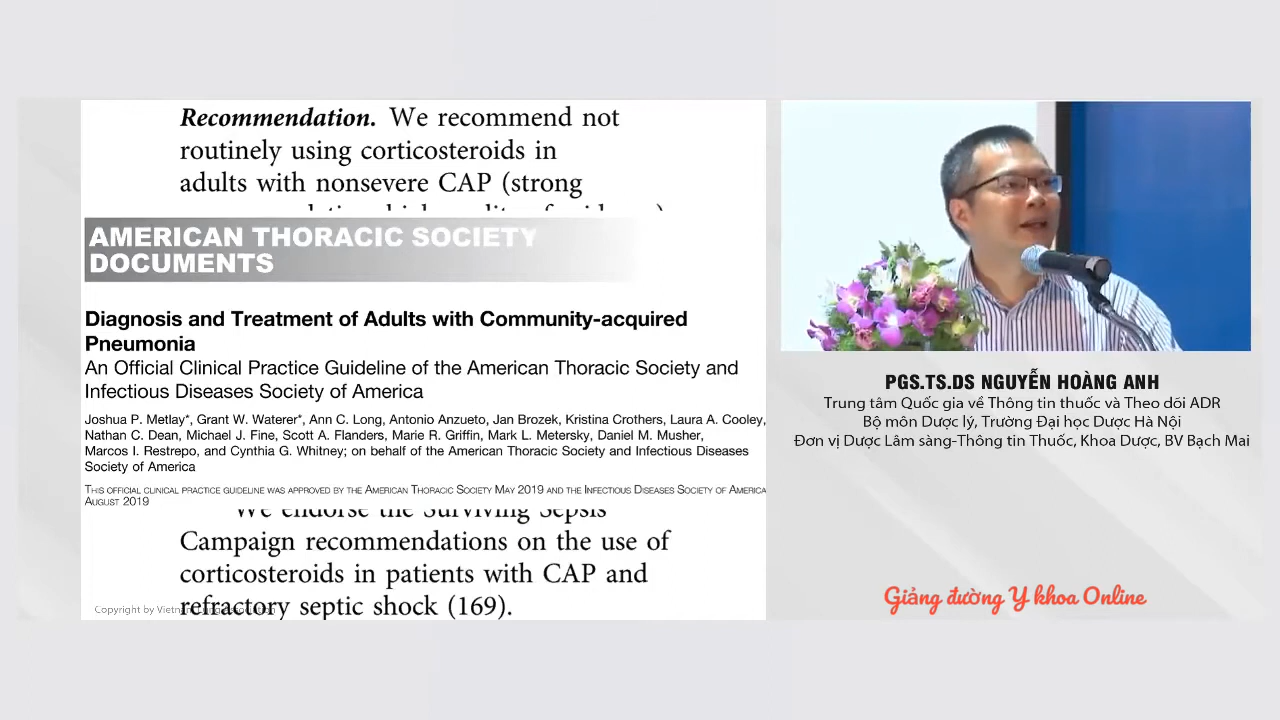 Recommendation. We recommend not
routinely using corticosteroids in
adults with nonsevere CAP (strong
AMERICAN THORACIC SOCIETY
DOCUMENTS
Diagnosis and Treatment of Adults with Community-acquired
Pneumonia
An Official Clinical Practice Guideline of the American Thoracic Society and
Infectious Diseases Society of America
Joshua P. Metlay*, Grant W. Waterer*, Ann C. Long, Antonio Anzueto, Jan Brozek, Kristina Crothers, Laura A. Cooley,
Nathan C. Dean, Michael J. Fine, Scott A. Flanders, Marie R. Griffin, Mark L. Metersky, Daniel M. Musher,
Marcos I. Restrepo, and Cynthia G. Whitney; on behalf of the American Thoracic Society and Infectious Diseases
Society of America
THIS OFFICIAL CLINICAL PRACTICE GUIDELINE WAS APPROVED BY THE AMERICAN THORACIC SOCIETY MAY 2019 AND THE INFECTIOUS DISEASES SOCIETY OF AMERICA
AUGUST 2019
We endorse the Surviving Sepsis
Campaign recommendations on the use of
corticosteroids in patients with CAP and
refractory septic shock (169).
Copyright by
PGS.TS.DS NGUYỄN HOÀNG ANH
Trung tâm Quốc gia về Thông tin thuốc và Theo dõi ADR
Bộ môn Dược lý, Trường Đại học Dược Hà Nội
Đơn vị Dược Lâm sàng-Thông tin Thuốc, Khoa Dược, BV Bạch Mai
Giảng đường Y khoa Online